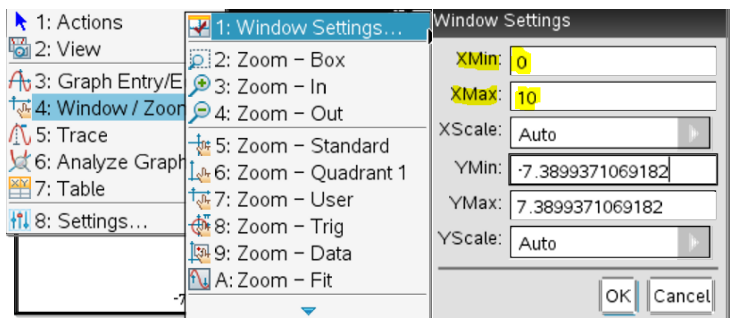 1: Actions
2: View
3: Graph Entry/E
4: Window / Zoom
5: Trace
6: Analyze Graph
7: Table
8: Settings...
-7
1: Window Settings...
2: Zoom – Box
3: Zoom – In
4: Zoom – Out
5: Zoom – Standard
6: Zoom – Quadrant 1
7: Zoom – User
8: Zoom – Trig
9: Zoom – Data
A: Zoom – Fit
Window Settings
XMin: 0
XMax: 10
XScale: Auto
YMin: -7.3899371069182
YMax: 7.3899371069182
YScale: Auto
OK Cancel